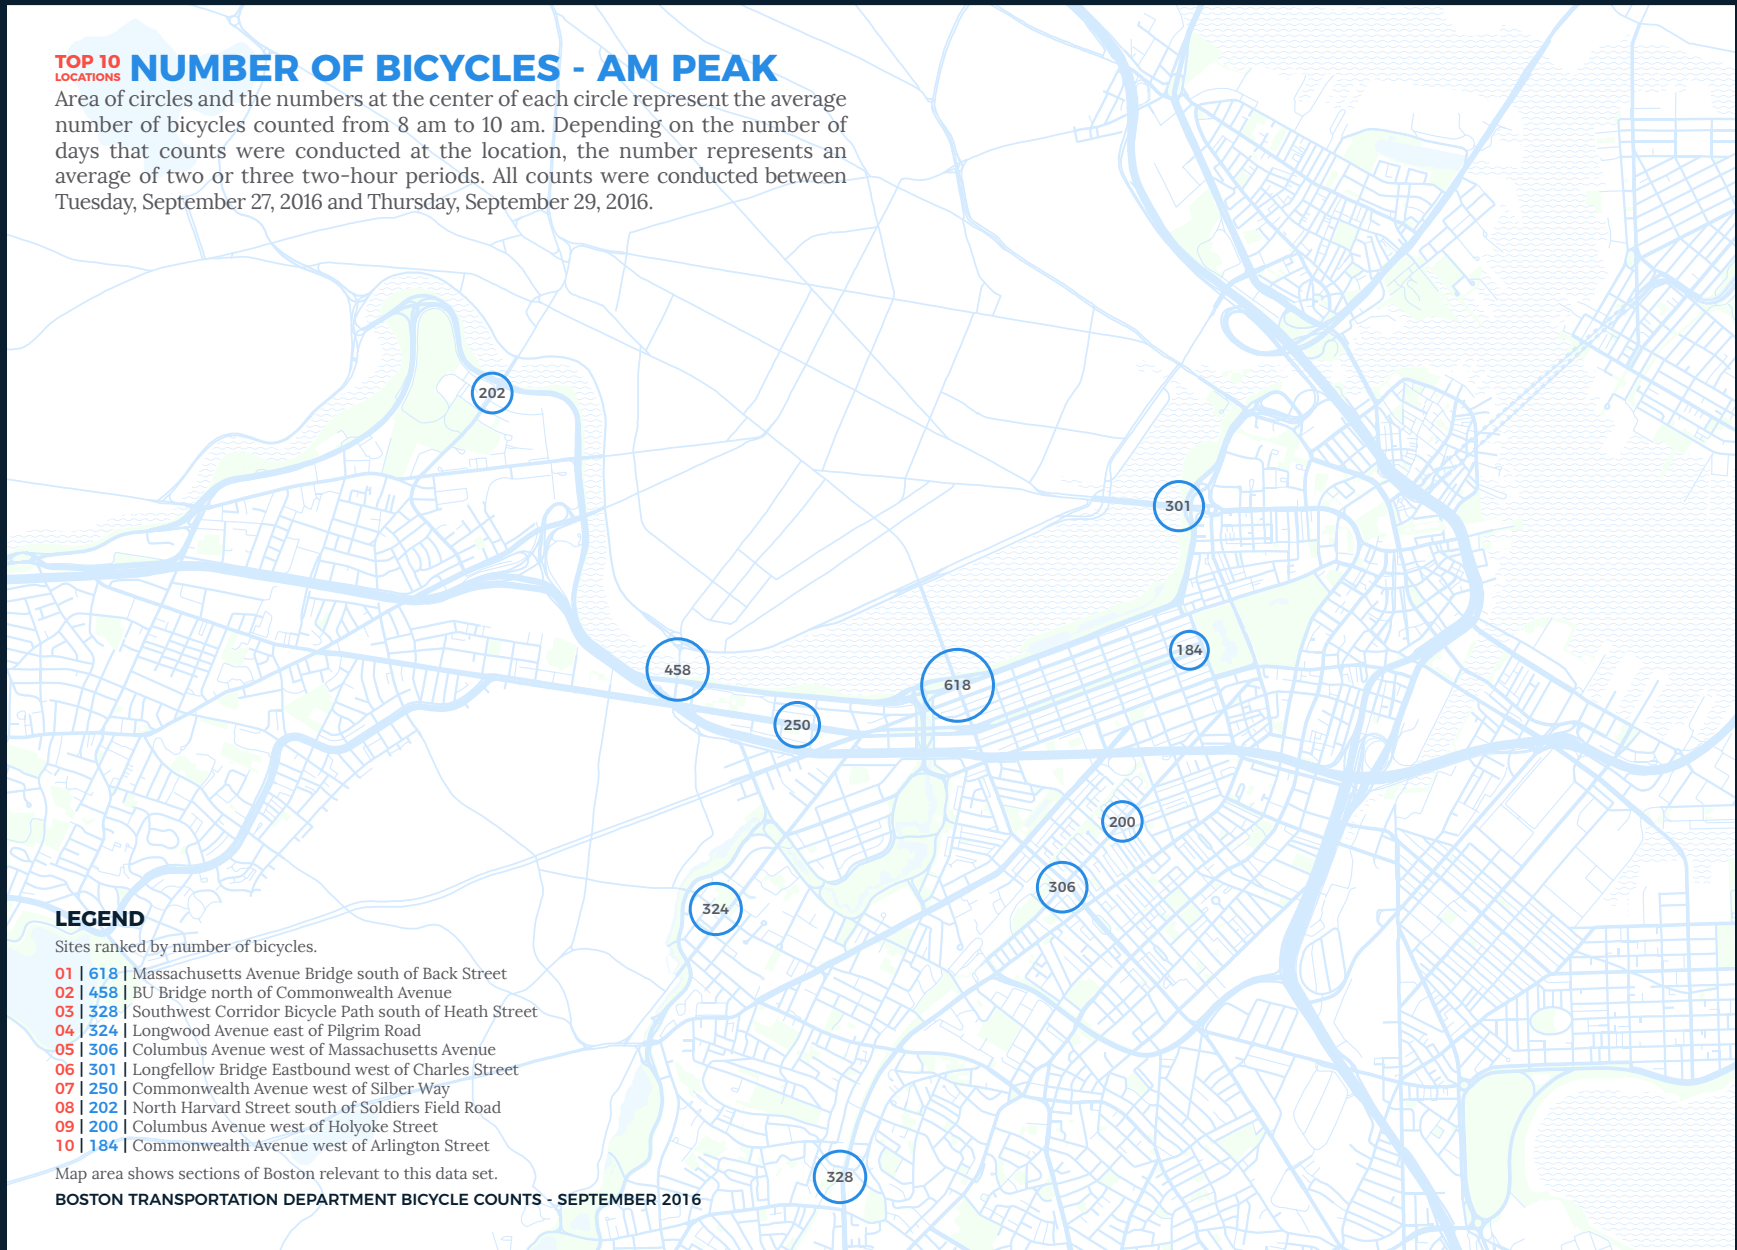 TOP 10
LOCATIONS
NUMBER OF BICYCLES - AM PEAK
Area of circles and the numbers at the center of each circle represent the average
number of bicycles counted from 8 am to 10 am. Depending on the number of
days that counts were conducted at the location, the number represents an
average of two or three two-hour periods. All counts were conducted between
Tuesday, September 27, 2016 and Thursday, September 29, 2016.
202
301
184
458
618
250
200
306
324
328
LEGEND
Sites ranked by number of bicycles.
01 | 618 | Massachusetts Avenue Bridge south of Back Street
02 | 458 | BU Bridge north of Commonwealth Avenue
03 | 328 | Southwest Corridor Bicycle Path south of Heath Street
04 | 324 | Longwood Avenue east of Pilgrim Road
05 | 306 | Columbus Avenue west of Massachusetts Avenue
06 | 301 | Longfellow Bridge Eastbound west of Charles Street
07 | 250 | Commonwealth Avenue west of Silber Way
08 | 202 | North Harvard Street south of Soldiers Field Road
09 | 200 | Columbus Avenue west of Holyoke Street
10 | 184 | Commonwealth Avenue west of Arlington Street
Map area shows sections of Boston relevant to this data set.
BOSTON TRANSPORTATION DEPARTMENT BICYCLE COUNTS - SEPTEMBER 2016